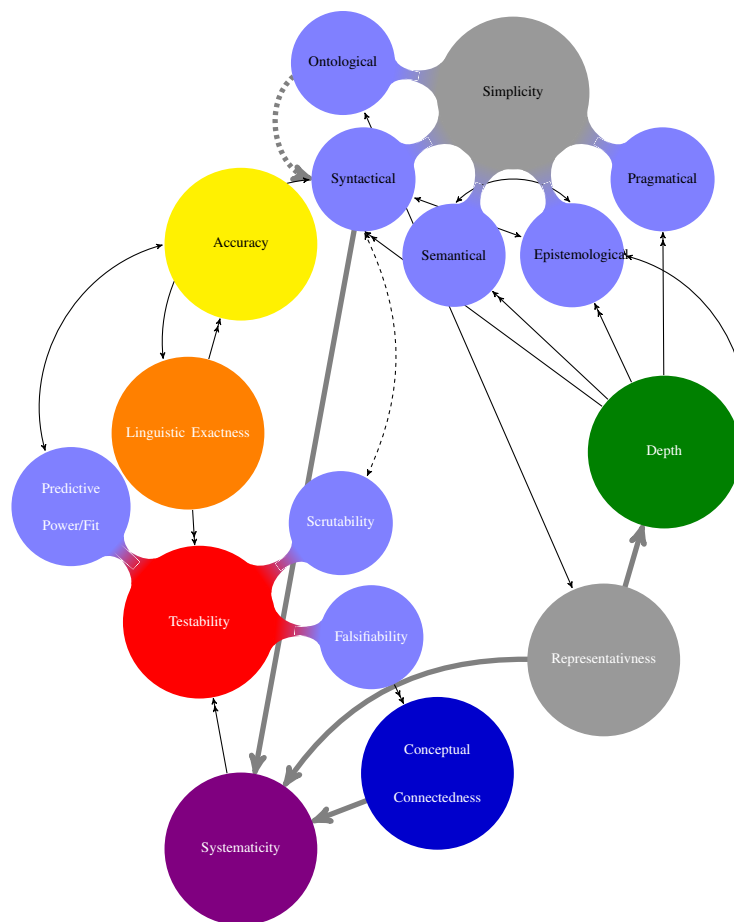 Ontological
Simplicity
Syntactical
Pragmatical
Accuracy
Semantical
Epistemological
Linguistic Exactness
Depth
Predictive
Power/Fit
Scrutability
Testability
Falsifiability
Representativness
Conceptual
Connectedness
Systematicity